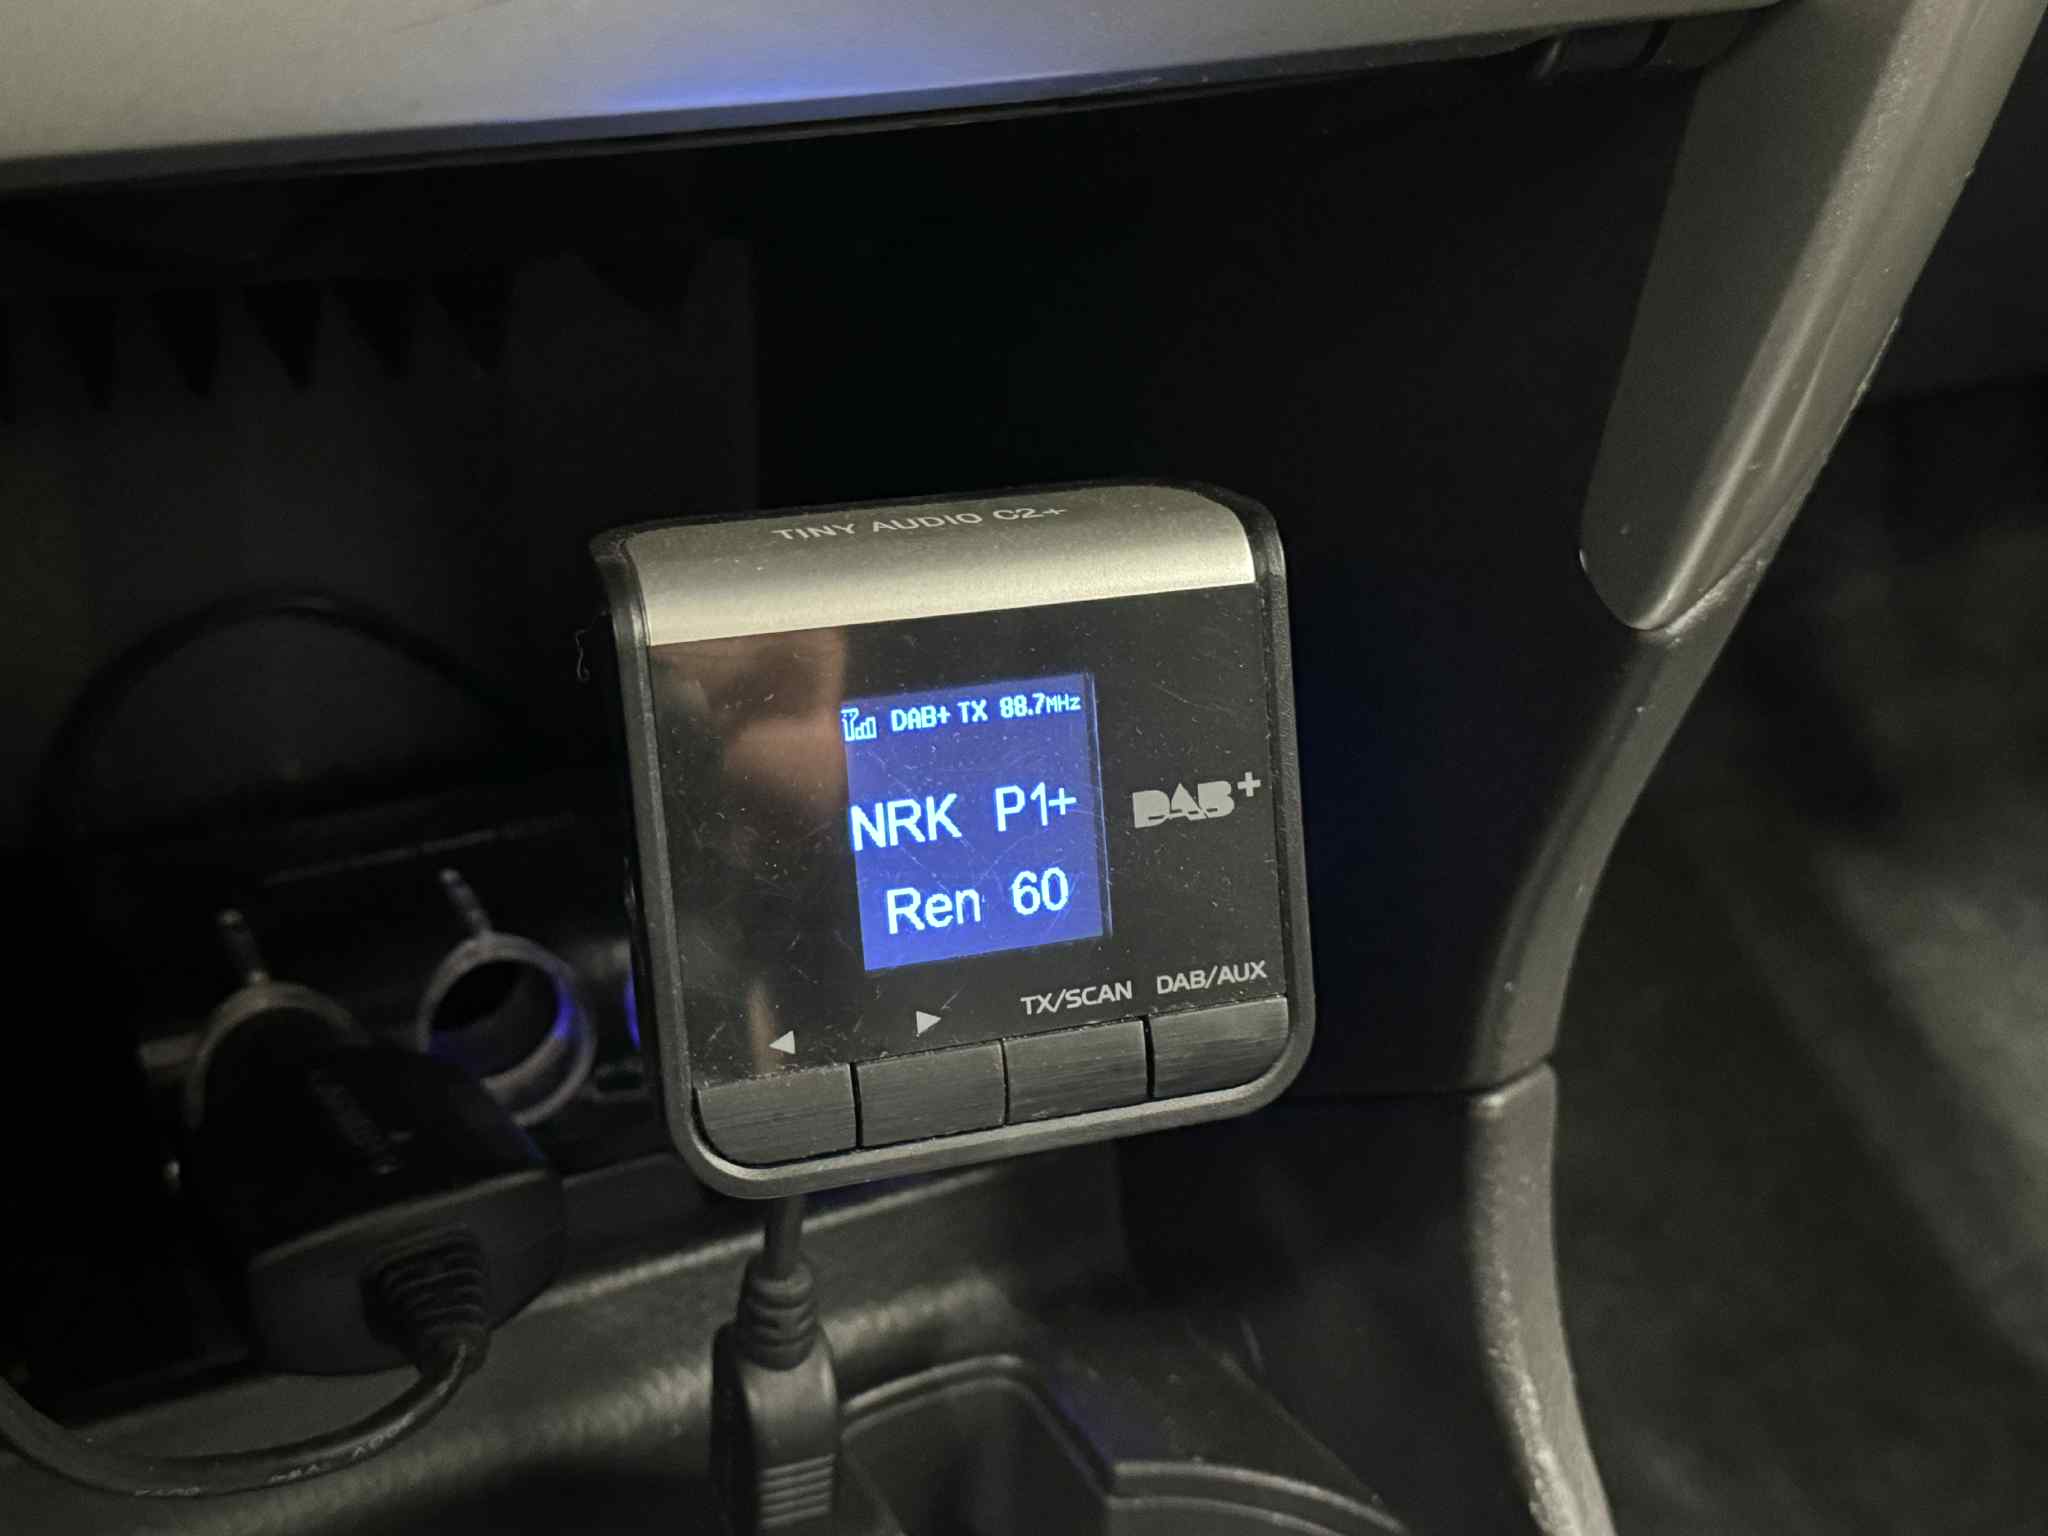 TINY AUDIO C2+
DAB+ TX 88.7MHz
NRK P1+
Ren 60
DAB+
TX/SCAN
DAB/AUX